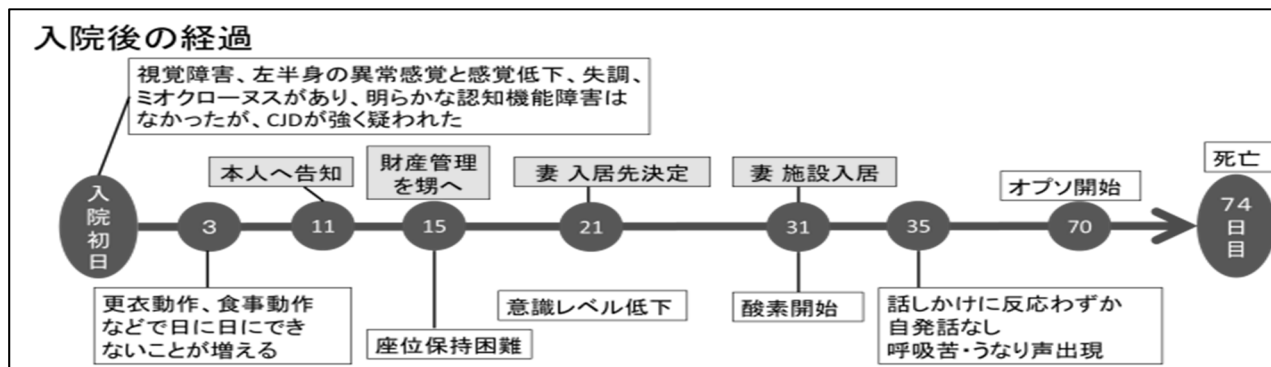 入院後の経過
視覚障害、左半身の異常感覚と感覚低下、失調、
ミオクローヌスがあり、明らかな認知機能障害は
なかったが、CJDが強く疑われた
本人へ告知
財産管理
を甥へ
妻 入居先決定
妻 施設入居
オプソ開始
死亡
入院初日
3
11
15
21
31
35
70
74
日目
更衣動作、食事動作
などで日に日にでき
ないことが増える
座位保持困難
意識レベル低下
酸素開始
話しかけに反応わずか
自発話なし
呼吸苦・うなり声出現